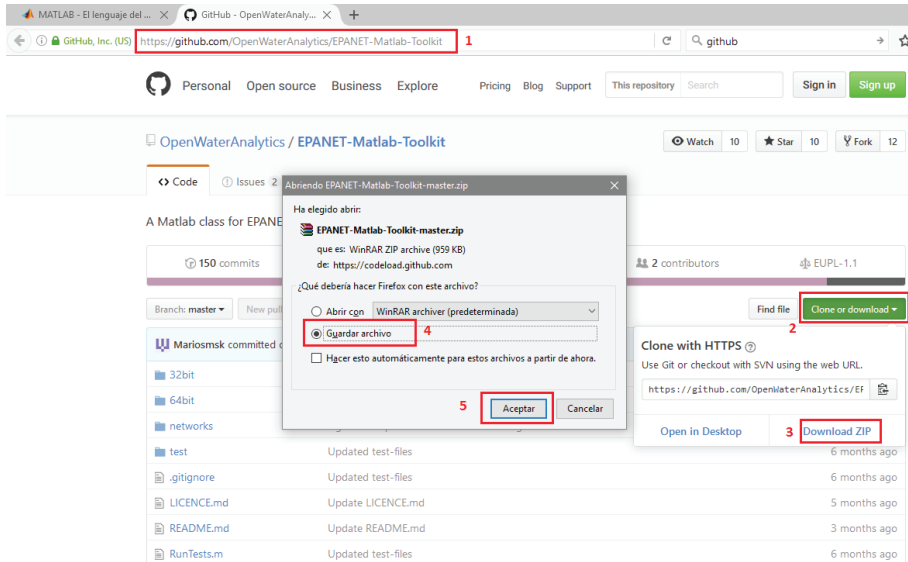 MATLAB - El lenguaje del ...
GitHub - OpenWaterAnaly...
GitHub, Inc. (US)
https://github.com/OpenWaterAnalytics/EPANET-Matlab-Toolkit
1
github
Personal Open source Business Explore Pricing Blog Support This repository Search Sign in Sign up
OpenWaterAnalytics / EPANET-Matlab-Toolkit
Watch 10 Star 10 Fork 12
Code Issues 2
A Matlab class for EPANE
150 commits
2 contributors
EUPL-1.1
Branch: master New pull
Find file
Clone or download
2
Abriendo EPANET-Matlab-Toolkit-master.zip
Ha elegido abrir:
EPANET-Matlab-Toolkit-master.zip
que es: WinRAR ZIP archive (959 KB)
de: https://codeload.github.com
¿Qué debería hacer Firefox con este archivo?
Abrir con WinRAR archiver (predeterminada)
Guardar archivo
4
Hacer esto automáticamente para estos archivos a partir de ahora.
5
Aceptar
Cancelar
Clone with HTTPS
Use Git or checkout with SVN using the web URL.
https://github.com/OpenWaterAnalytics/EF
Open in Desktop
3
Download ZIP
Mariosmsk committed
32bit
64bit
networks
test Updated test-files 6 months ago
.gitignore Updated test-files 6 months ago
LICENCE.md Update LICENCE.md 5 months ago
README.md Update README.md 3 months ago
RunTests.m Updated test-files 6 months ago